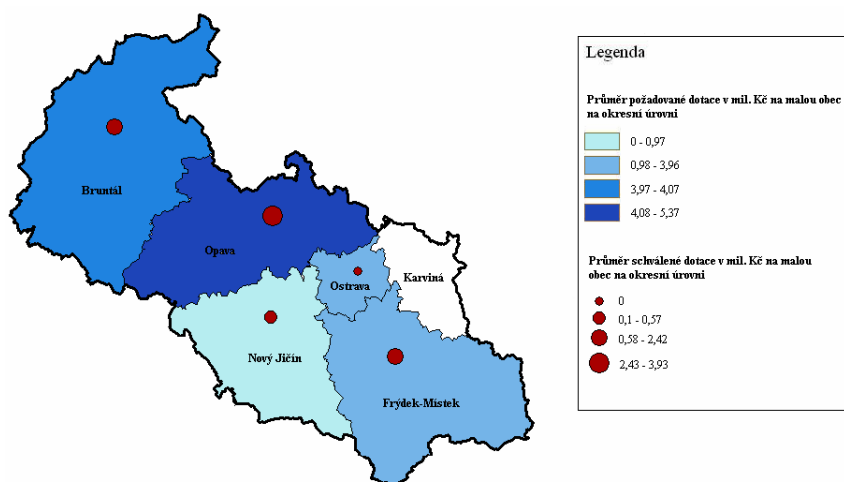 Legenda
Průměr požadované dotace v mil. Kč na malou obec
na okresní úrovni
0 - 0,97
0,98 - 3,96
3,97 - 4,07
4,08 - 5,37
Průměr schválené dotace v mil. Kč na malou
obec na okresní úrovni
0
0,1 - 0,57
0,58 - 2,42
2,43 - 3,93
Bruntál
Opava
Ostrava
Karviná
Nový Jičín
Frýdek-Místek